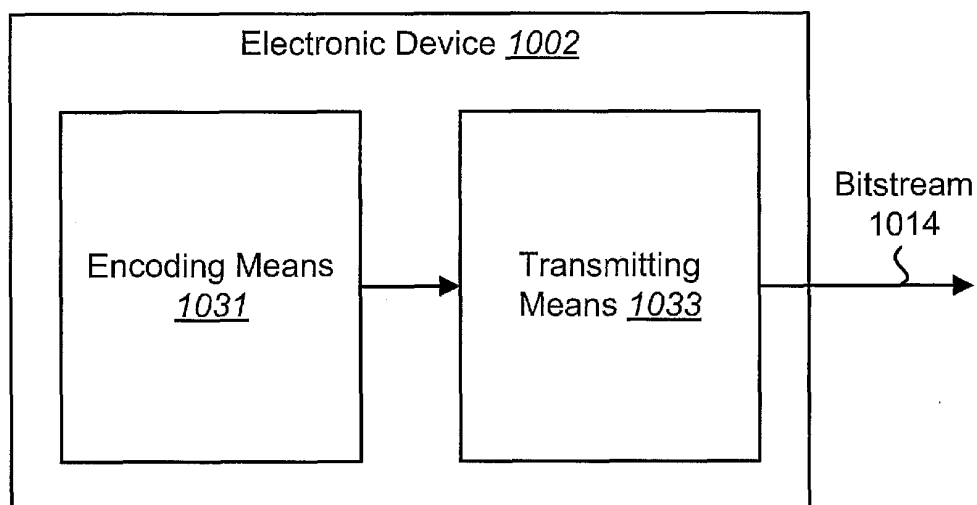 Electronic Device 1002
Encoding Means
1031
Transmitting
Means 1033
Bitstream
1014